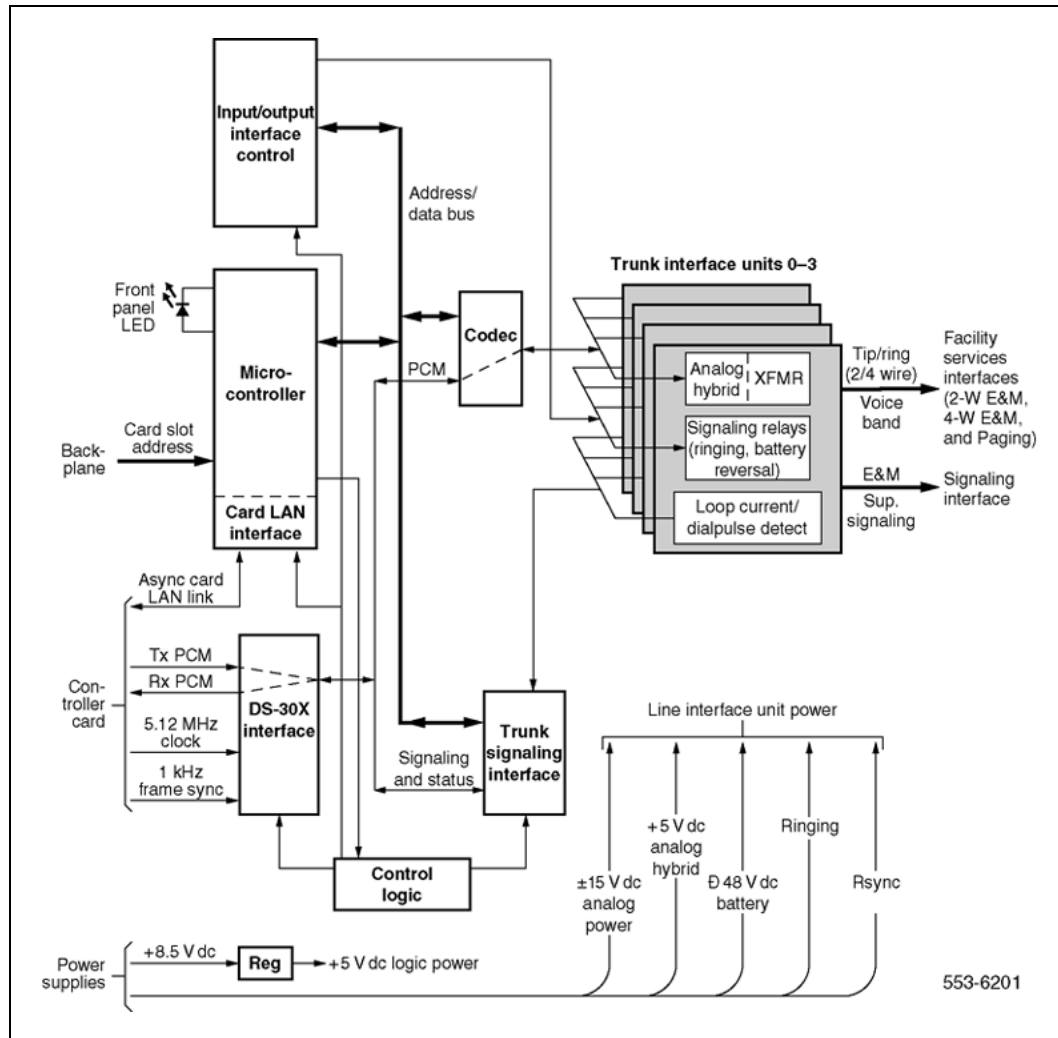 Input/output
interface
control
Address/
data bus
Trunk interface units 0–3
Front
panel
LED
Micro-
controller
Codec
PCM
Analog
hybrid
XFMR
Tip/ring
(2/4 wire)
Voice
band
Facility
services
interfaces
(2-W E&M,
4-W E&M,
and Paging)
Signaling relays
(ringing, battery
reversal)
Back-
plane
Card slot
address
E&M
Sup.
signaling
Signaling
interface
Loop current/
dialpulse detect
Card LAN
interface
Async card
LAN link
Tx PCM
Rx PCM
Con-
troller
card
5.12 MHz
clock
1 kHz
frame sync
DS-30X
interface
Signaling
and status
Trunk
signaling
interface
Line interface unit power
Control
logic
±15 V dc
analog
power
+5 V dc
analog
hybrid
Ð 48 V dc
battery
Ringing
Rsync
Power
supplies
+8.5 V dc
Reg
+5 V dc logic power
553-6201